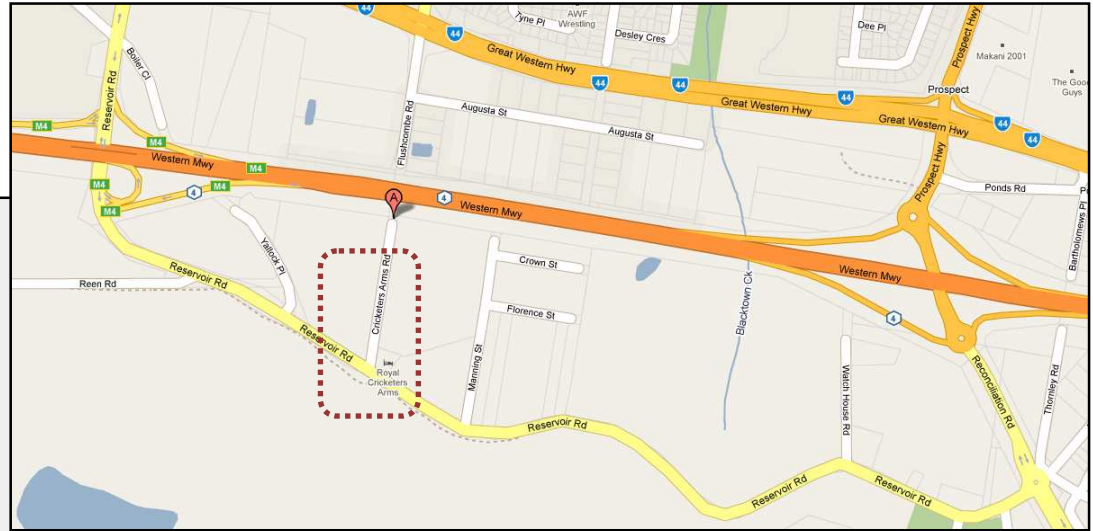 44
Tyne Pl
AWF
Wrestling
Desley Cres
Dee Pl
Prospect Hwy
Makani 2001
The Goo
Guys
44
Great Western Hwy
44
44
44
Prospect
Great Western Hwy
Great Western Hwy
44
44
Boiler Cl
Reservoir Rd
Flushcombe Rd
Augusta St
Augusta St
M4
Western Mwy
M4
M4
4
M4
M4
A
4
Western Mwy
Prospect Hwy
Ponds Rd
P
Bartholomews Pl
Yallock Pl
Reservoir Rd
Reen Rd
Cricketers Arms Rd
Crown St
Florence St
Manning St
Blacktown Ck
Western Mwy
4
Reservoir Rd
Royal
Cricketers
Arms
Reservoir Rd
Watch House Rd
Reconciliation Rd
Thornley Rd
Reservoir Rd
Reservoir Rd